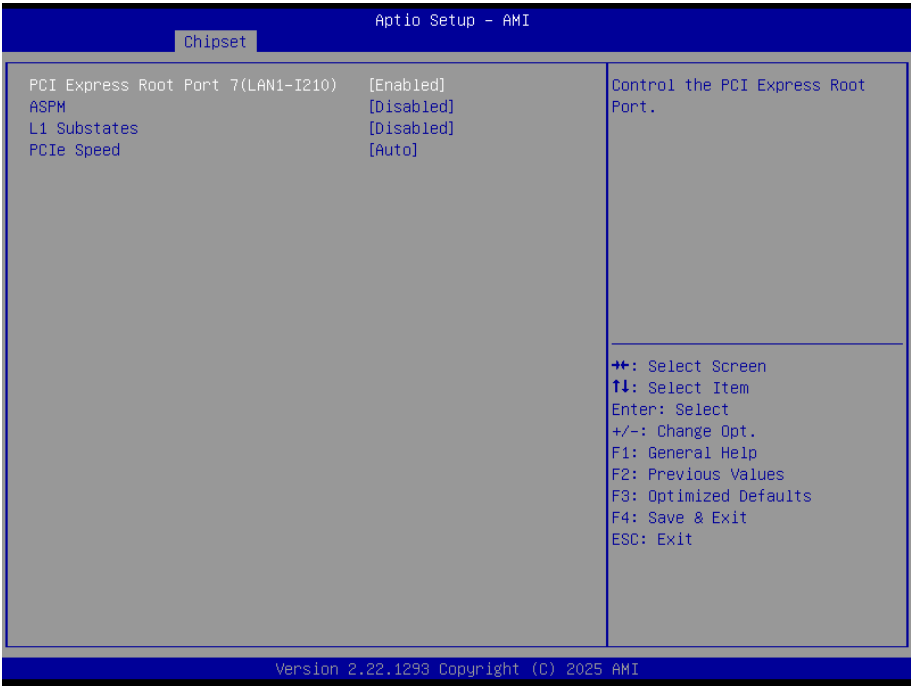 Aptio Setup – AMI
Chipset
PCI Express Root Port 7(LAN1-I210) [Enabled]
ASPM [Disabled]
L1 Substates [Disabled]
PCIe Speed [Auto]
Control the PCI Express Root
Port.
→←: Select Screen
↑↓: Select Item
Enter: Select
+/-: Change Opt.
F1: General Help
F2: Previous Values
F3: Optimized Defaults
F4: Save & Exit
ESC: Exit
Version 2.22.1293 Copyright (C) 2025 AMI